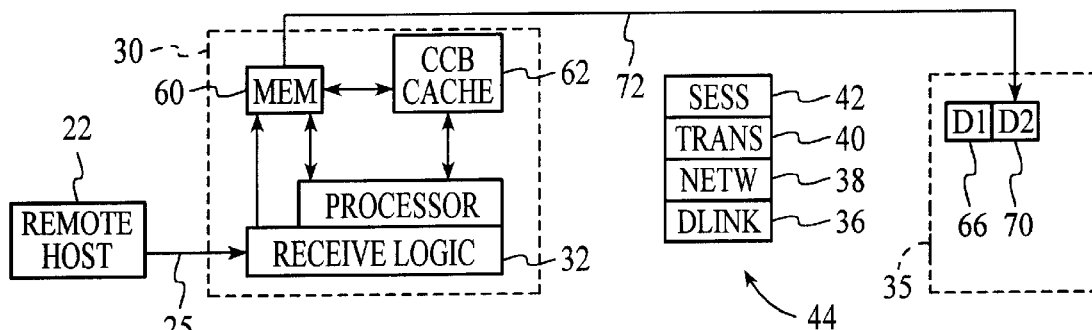 30
60
MEM
CCB
CACHE
62
72
SESS
42
TRANS
40
NETW
38
DLINK
36
44
D1
D2
66
70
35
22
REMOTE
HOST
25
PROCESSOR
RECEIVE LOGIC
32